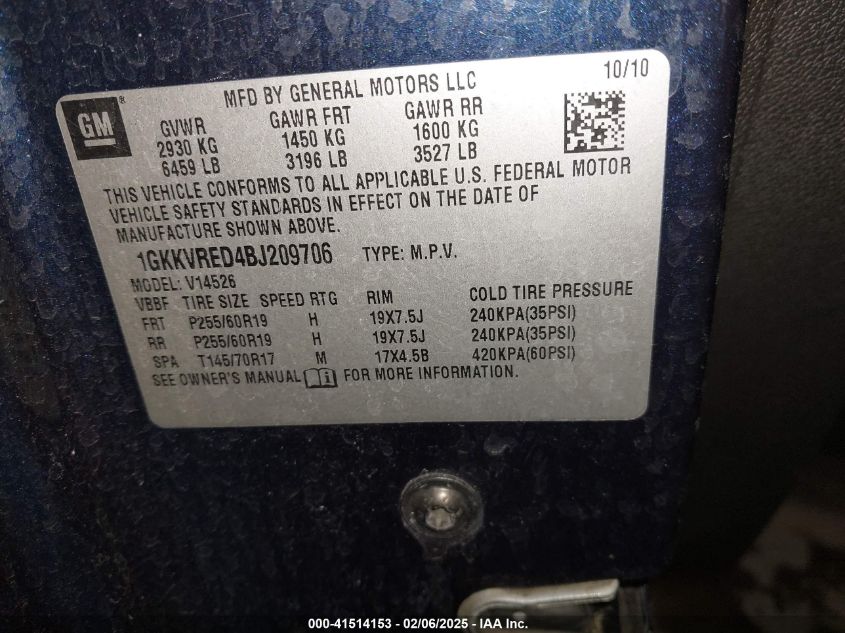 MFD BY GENERAL MOTORS LLC 10/10
GM®
GVWR GAWR FRT GAWR RR
2930 KG 1450 KG 1600 KG
6459 LB 3196 LB 3527 LB
THIS VEHICLE CONFORMS TO ALL APPLICABLE U.S. FEDERAL MOTOR
VEHICLE SAFETY STANDARDS IN EFFECT ON THE DATE OF
MANUFACTURE SHOWN ABOVE.
1GKKVRED4BJ209706 TYPE: M.P.V.
MODEL: V14526
VBBF TIRE SIZE SPEED RTG RIM COLD TIRE PRESSURE
FRT P255/60R19 H 19X7.5J 240KPA(35PSI)
RR P255/60R19 H 19X7.5J 240KPA(35PSI)
SPA T145/70R17 M 17X4.5B 420KPA(60PSI)
SEE OWNER'S MANUAL i FOR MORE INFORMATION.
000-41514153 - 02/06/2025 - IAA Inc.